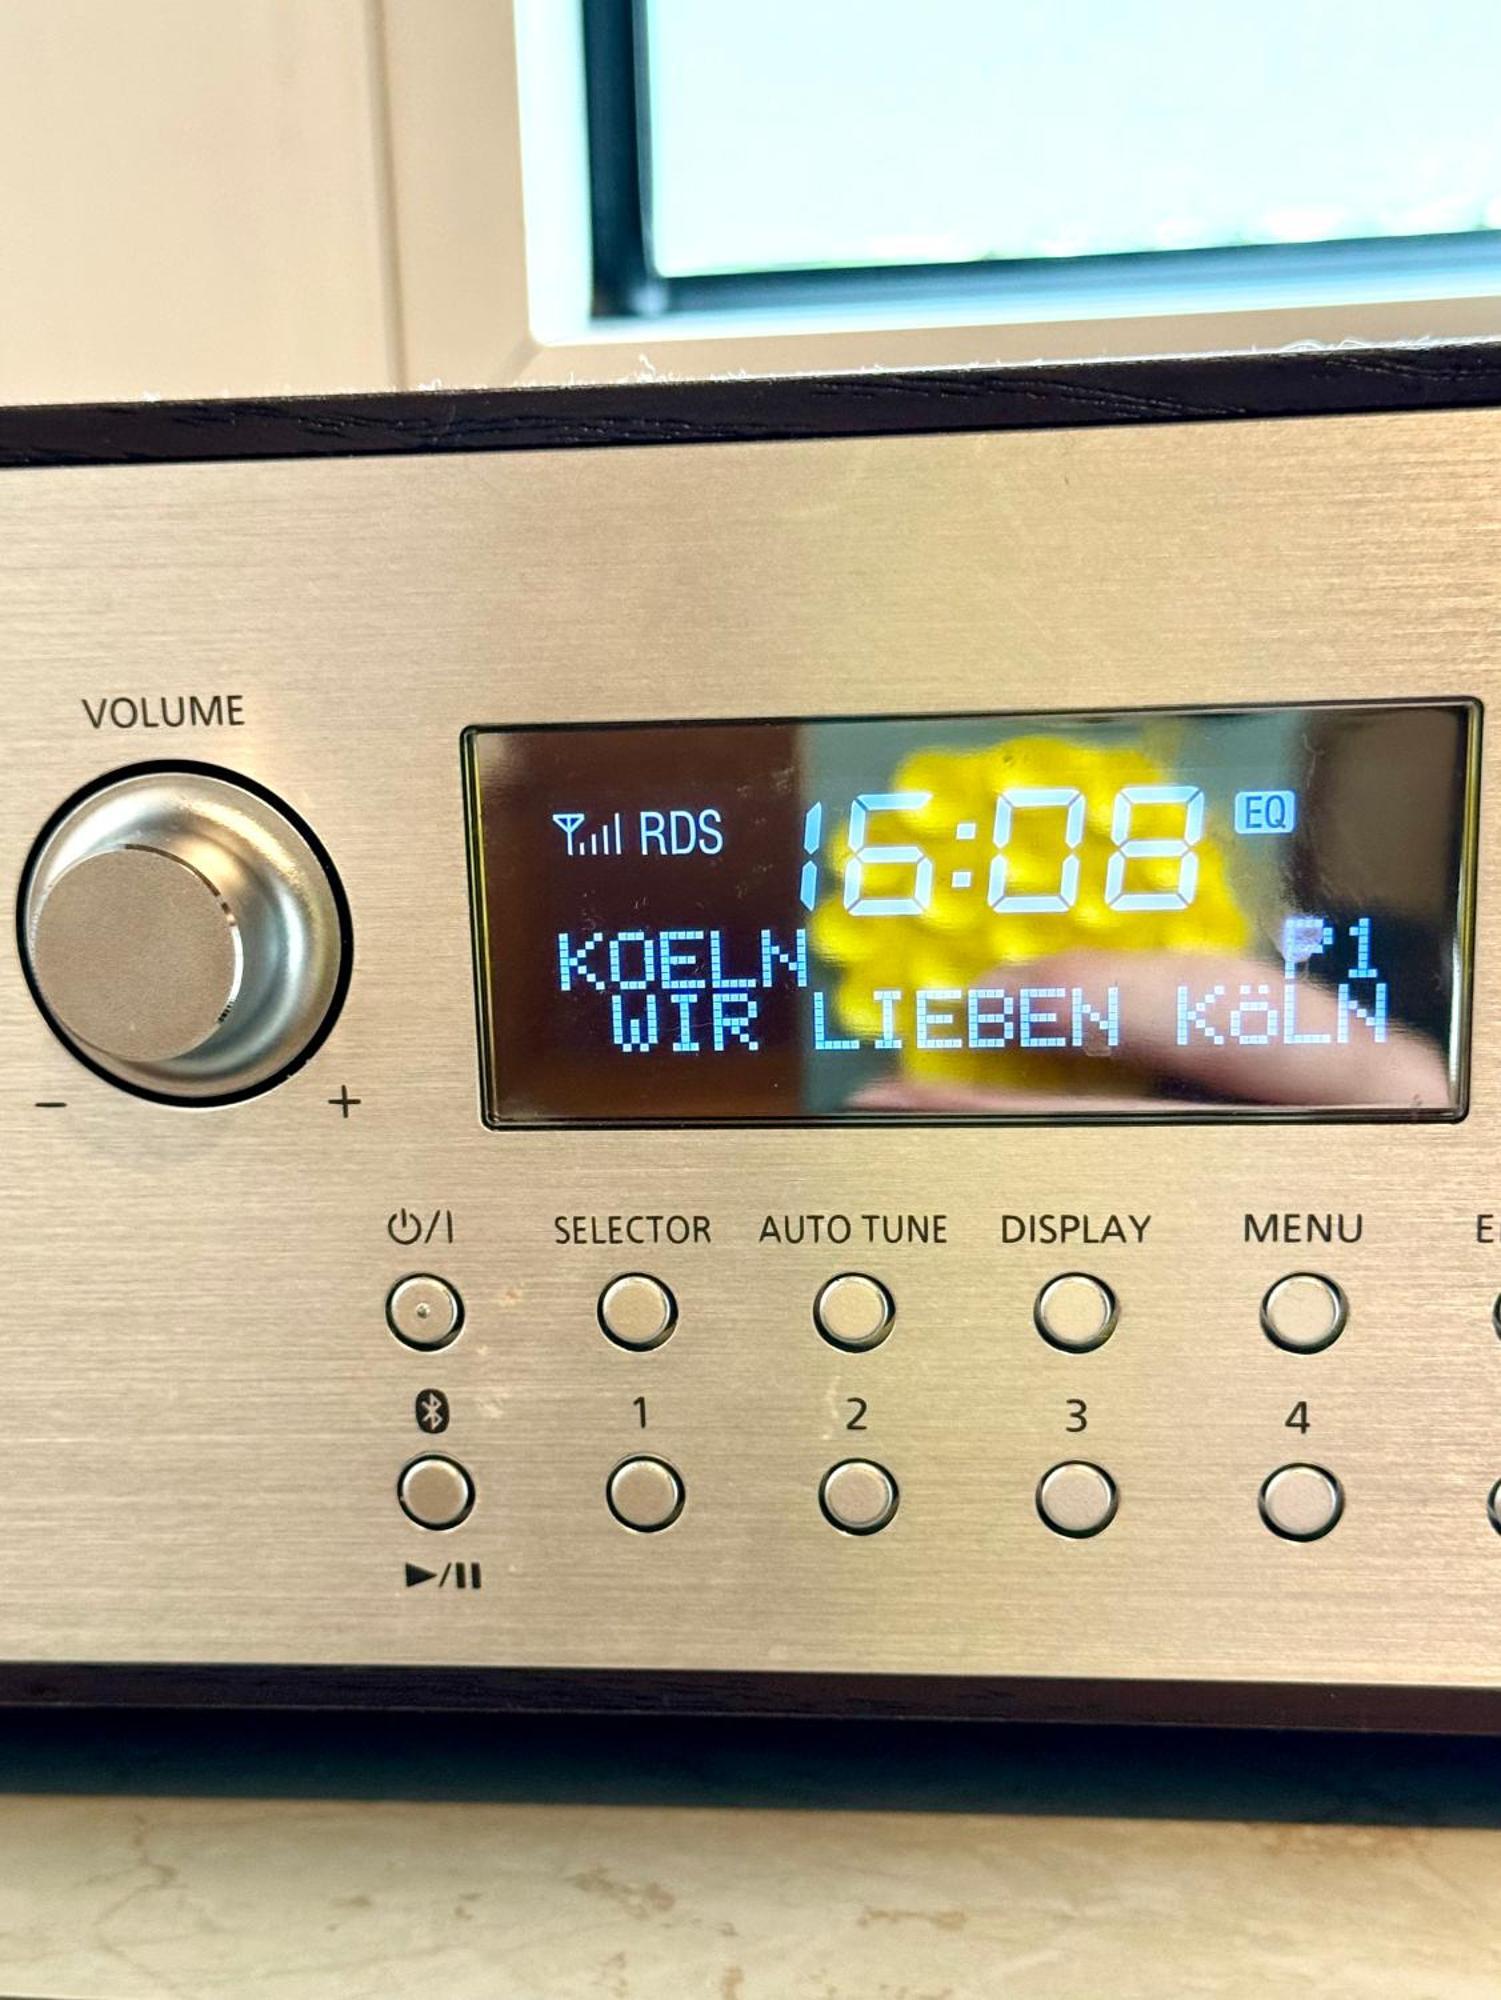 VOLUME
RDS 16:08 EQ
KOELN P1
WIR LIEBEN KöLN
- +
⏻/I SELECTOR AUTO TUNE DISPLAY MENU
1 2 3 4
▶/⏸